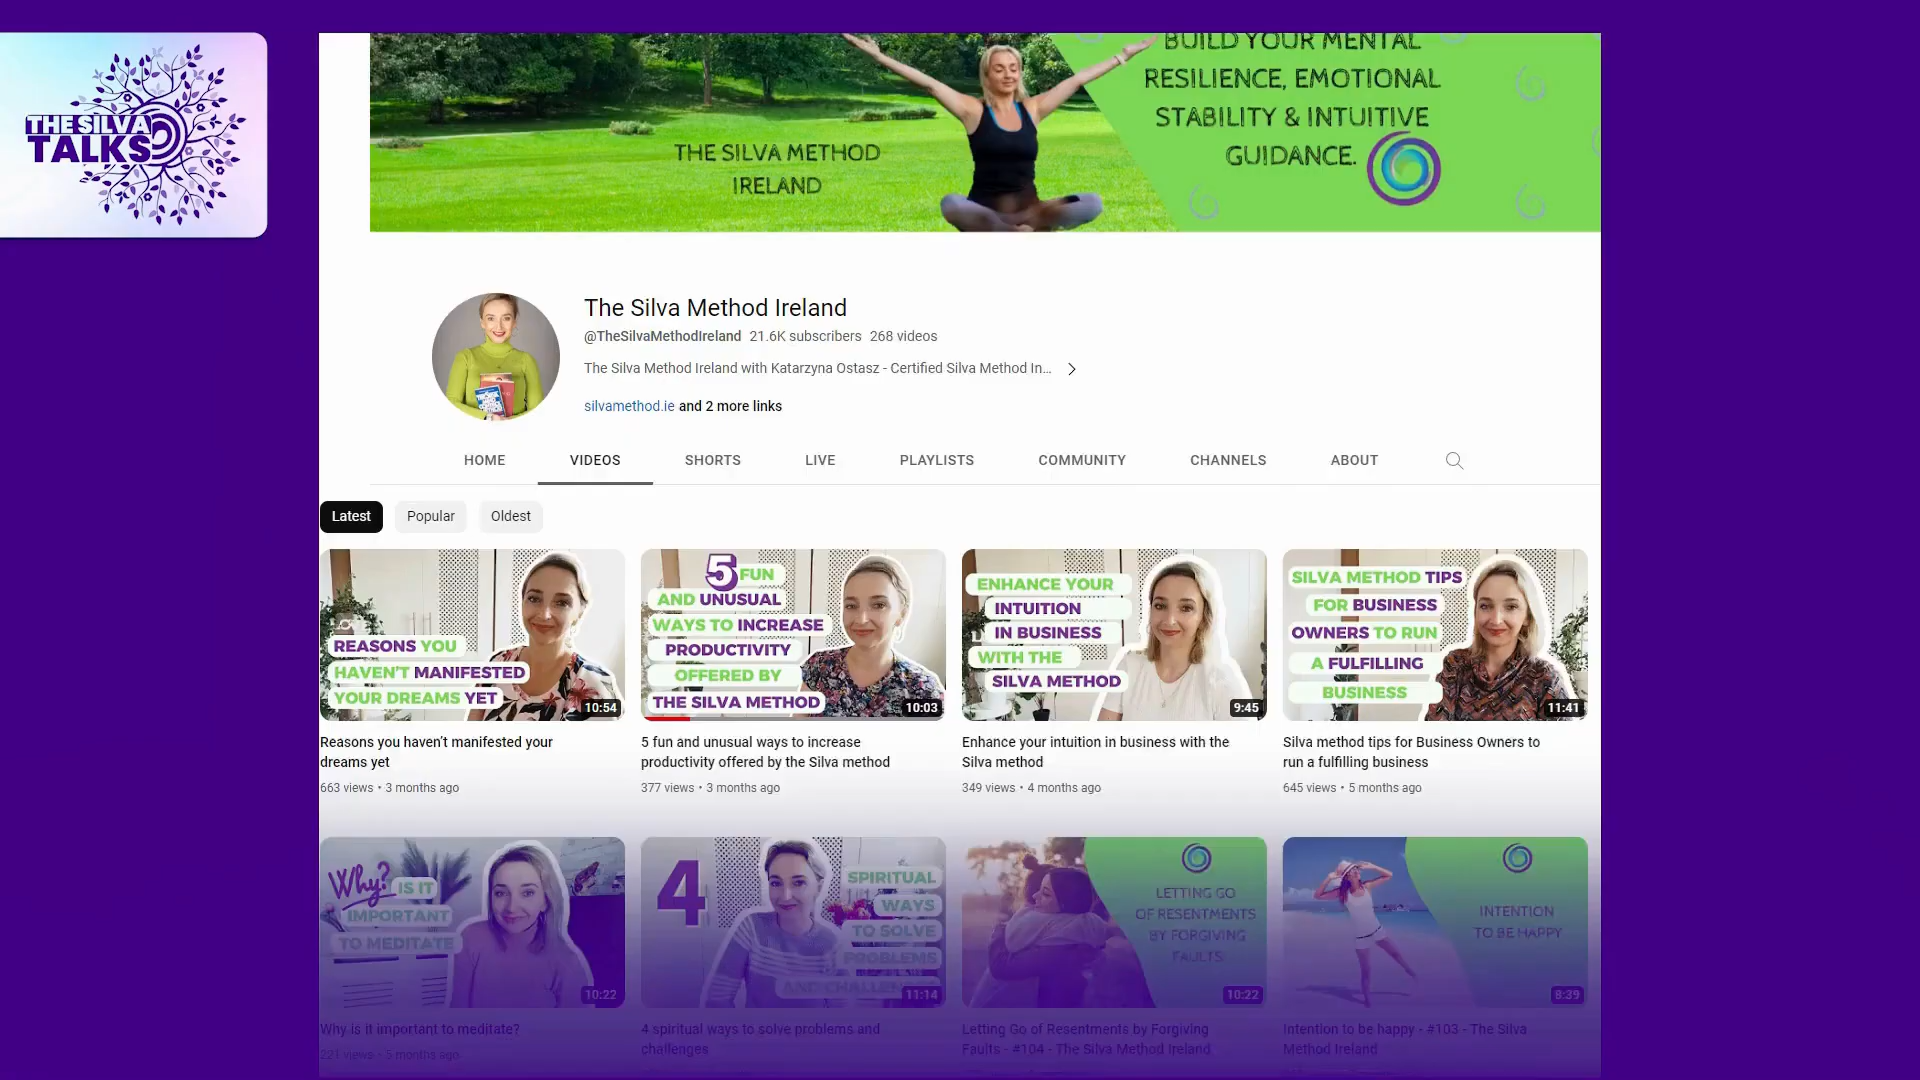 THE SILVA
TALKS
BUILD YOUR MENTAL
RESILIENCE, EMOTIONAL
STABILITY & INTUITIVE
GUIDANCE.
THE SILVA METHOD
IRELAND
The Silva Method Ireland
@TheSilvaMethodIreland 21.6K subscribers 268 videos
The Silva Method Ireland with Katarzyna Ostasz - Certified Silva Method In...
silvamethod.ie and 2 more links
HOME VIDEOS SHORTS LIVE PLAYLISTS COMMUNITY CHANNELS ABOUT
Latest Popular Oldest
REASONS YOU
HAVEN'T MANIFESTED
YOUR DREAMS YET
10:54
5 FUN
AND UNUSUAL
WAYS TO INCREASE
PRODUCTIVITY
OFFERED BY
THE SILVA METHOD
10:03
ENHANCE YOUR
INTUITION
IN BUSINESS
WITH THE
SILVA METHOD
9:45
SILVA METHOD TIPS
FOR BUSINESS
OWNERS TO RUN
A FULFILLING
BUSINESS
11:41
Reasons you haven't manifested your
dreams yet
663 views • 3 months ago
5 fun and unusual ways to increase
productivity offered by the Silva method
377 views • 3 months ago
Enhance your intuition in business with the
Silva method
349 views • 4 months ago
Silva method tips for Business Owners to
run a fulfilling business
645 views • 5 months ago
Why? IS IT
IMPORTANT
TO MEDITATE
10:22
4 SPIRITUAL
WAYS
TO SOLVE
PROBLEMS
AND CHALLEN
11:14
LETTING GO
OF RESENTMENTS
BY FORGIVING
FAULTS
10:22
INTENTION
TO BE HAPPY
8:39
Why is it important to meditate?
221 views • 5 months ago
4 spiritual ways to solve problems and
challenges
Letting Go of Resentments by Forgiving
Faults - #104 - The Silva Method Ireland
Intention to be happy - #103 - The Silva
Method Ireland